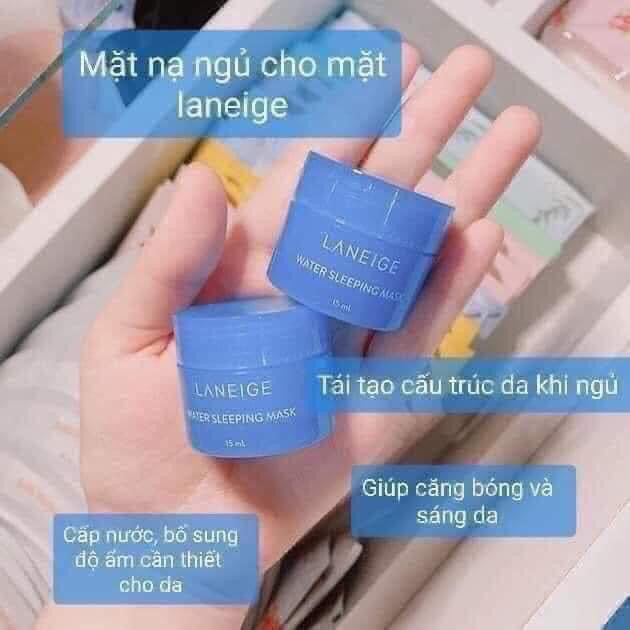 Mặt nạ ngủ cho mặt
laneige
LANEIGE
WATER SLEEPING MASK
15 mL
Tái tạo cấu trúc da khi ngủ
LANEIGE
WATER SLEEPING MASK
15 mL
Giúp căng bóng và
sáng da
Cấp nước, bổ sung
độ ẩm cần thiết
cho da